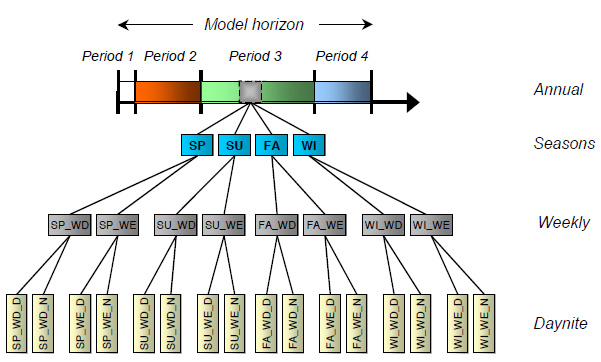 Model horizon
Period 1 Period 2 Period 3 Period 4
Annual
SP SU FA WI
Seasons
SP_WD SP_WE SU_WD SU_WE FA_WD FA_WE WI_WD WI_WE
Weekly
SP_WD_D SP_WD_N SP_WE_D SP_WE_N SU_WD_D SU_WD_N SU_WE_D SU_WE_N FA_WD_D FA_WD_N FA_WE_D FA_WE_N WI_WD_D WI_WD_N WI_WE_D WI_WE_N
Daynite